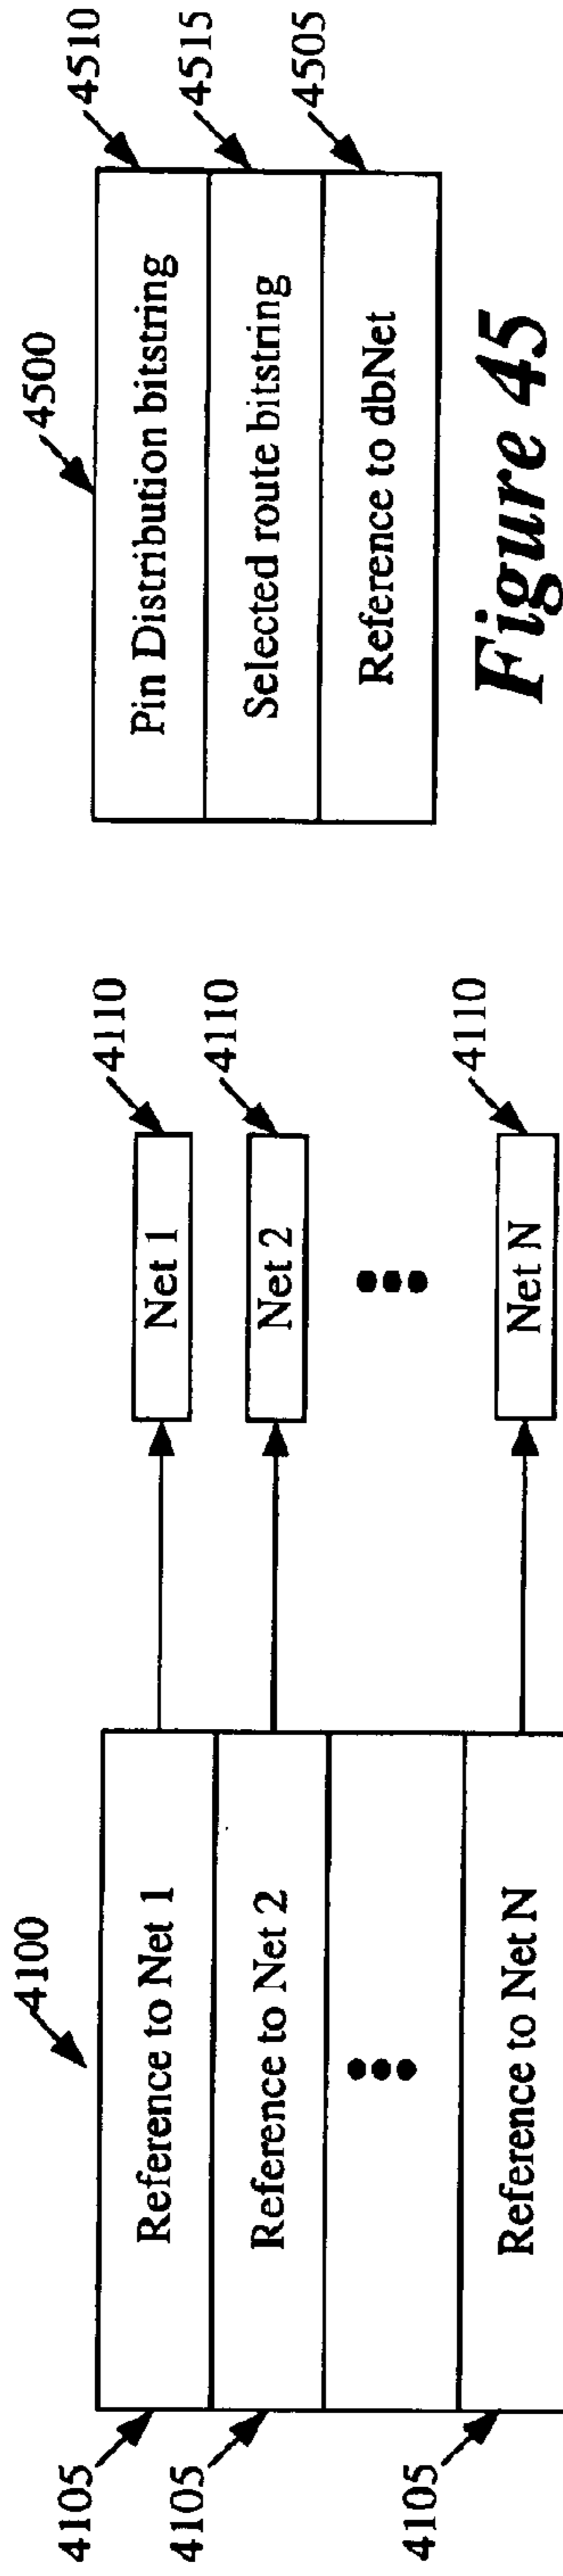 4100
4105
Reference to Net 1
Net 1
4110
4105
Reference to Net 2
Net 2
4110
4105
Reference to Net N
Net N
4110
4500
Pin Distribution bitstring
4510
Selected route bitstring
4515
Reference to dbNet
4505
Figure 45